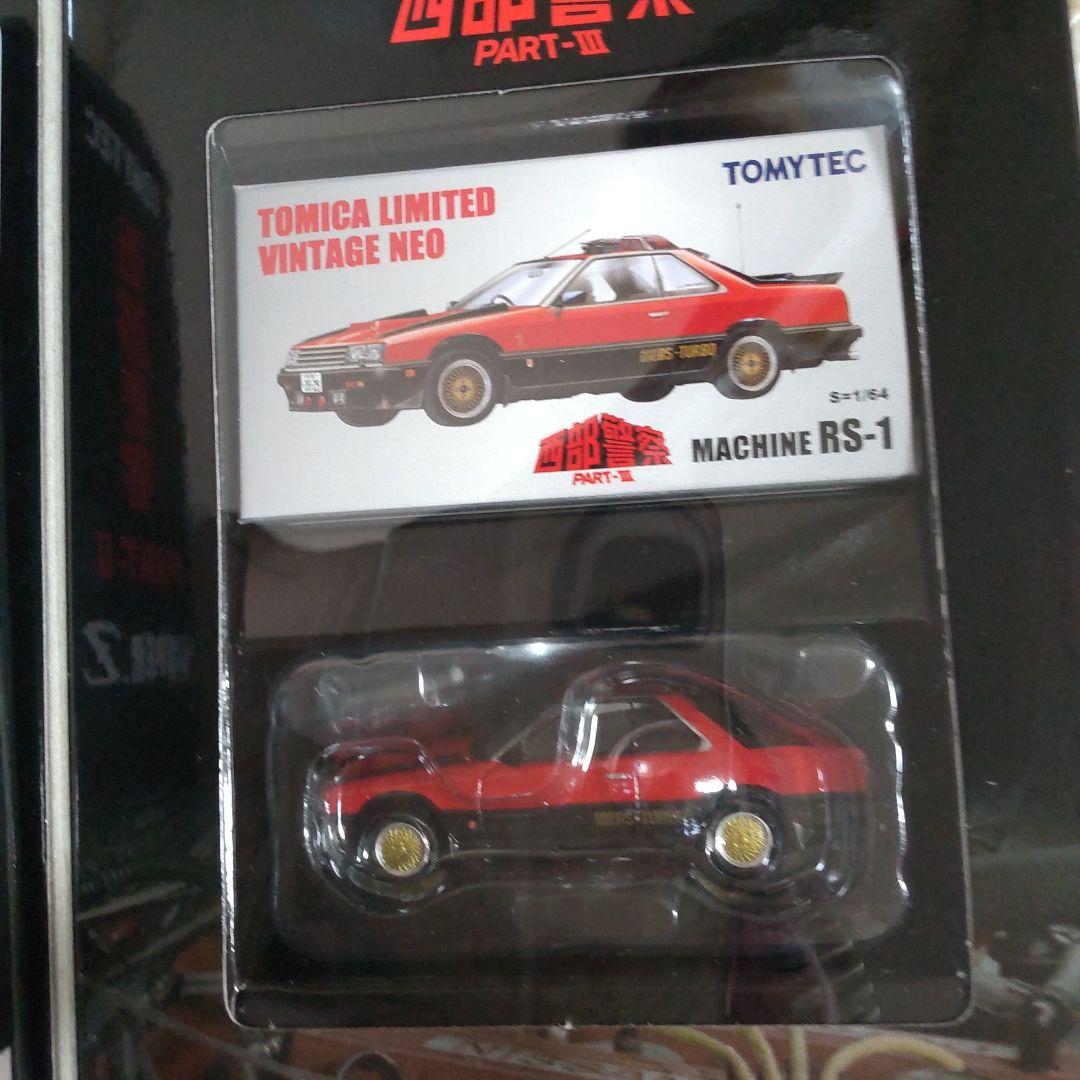 西部警察
PART-III
TOMYTEC
TOMICA LIMITED
VINTAGE NEO
S=1/64
西部警察
PART-III
MACHINE RS-1